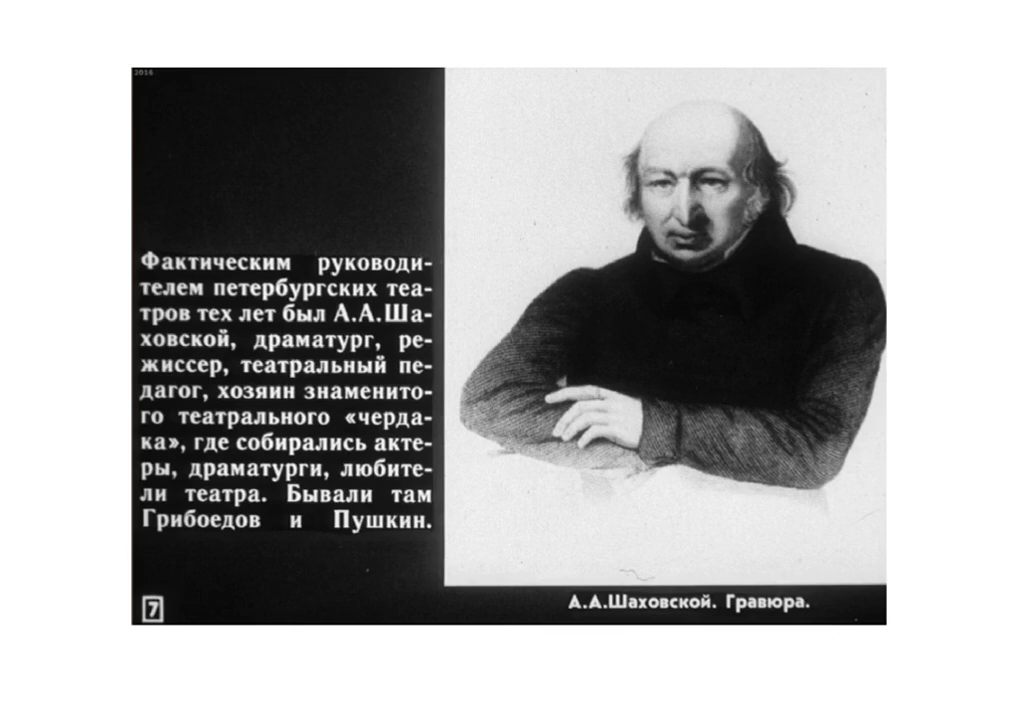 2016
Фактическим руководи-
телем петербургских теа-
тров тех лет был А.А.Ша-
ховской, драматург, ре-
жиссер, театральный пе-
дагог, хозяин знаменито-
го театрального «черда-
ка», где собирались акте-
ры, драматурги, любите-
ли театра. Бывали там
Грибоедов и Пушкин.
7
А.А.Шаховской. Гравюра.